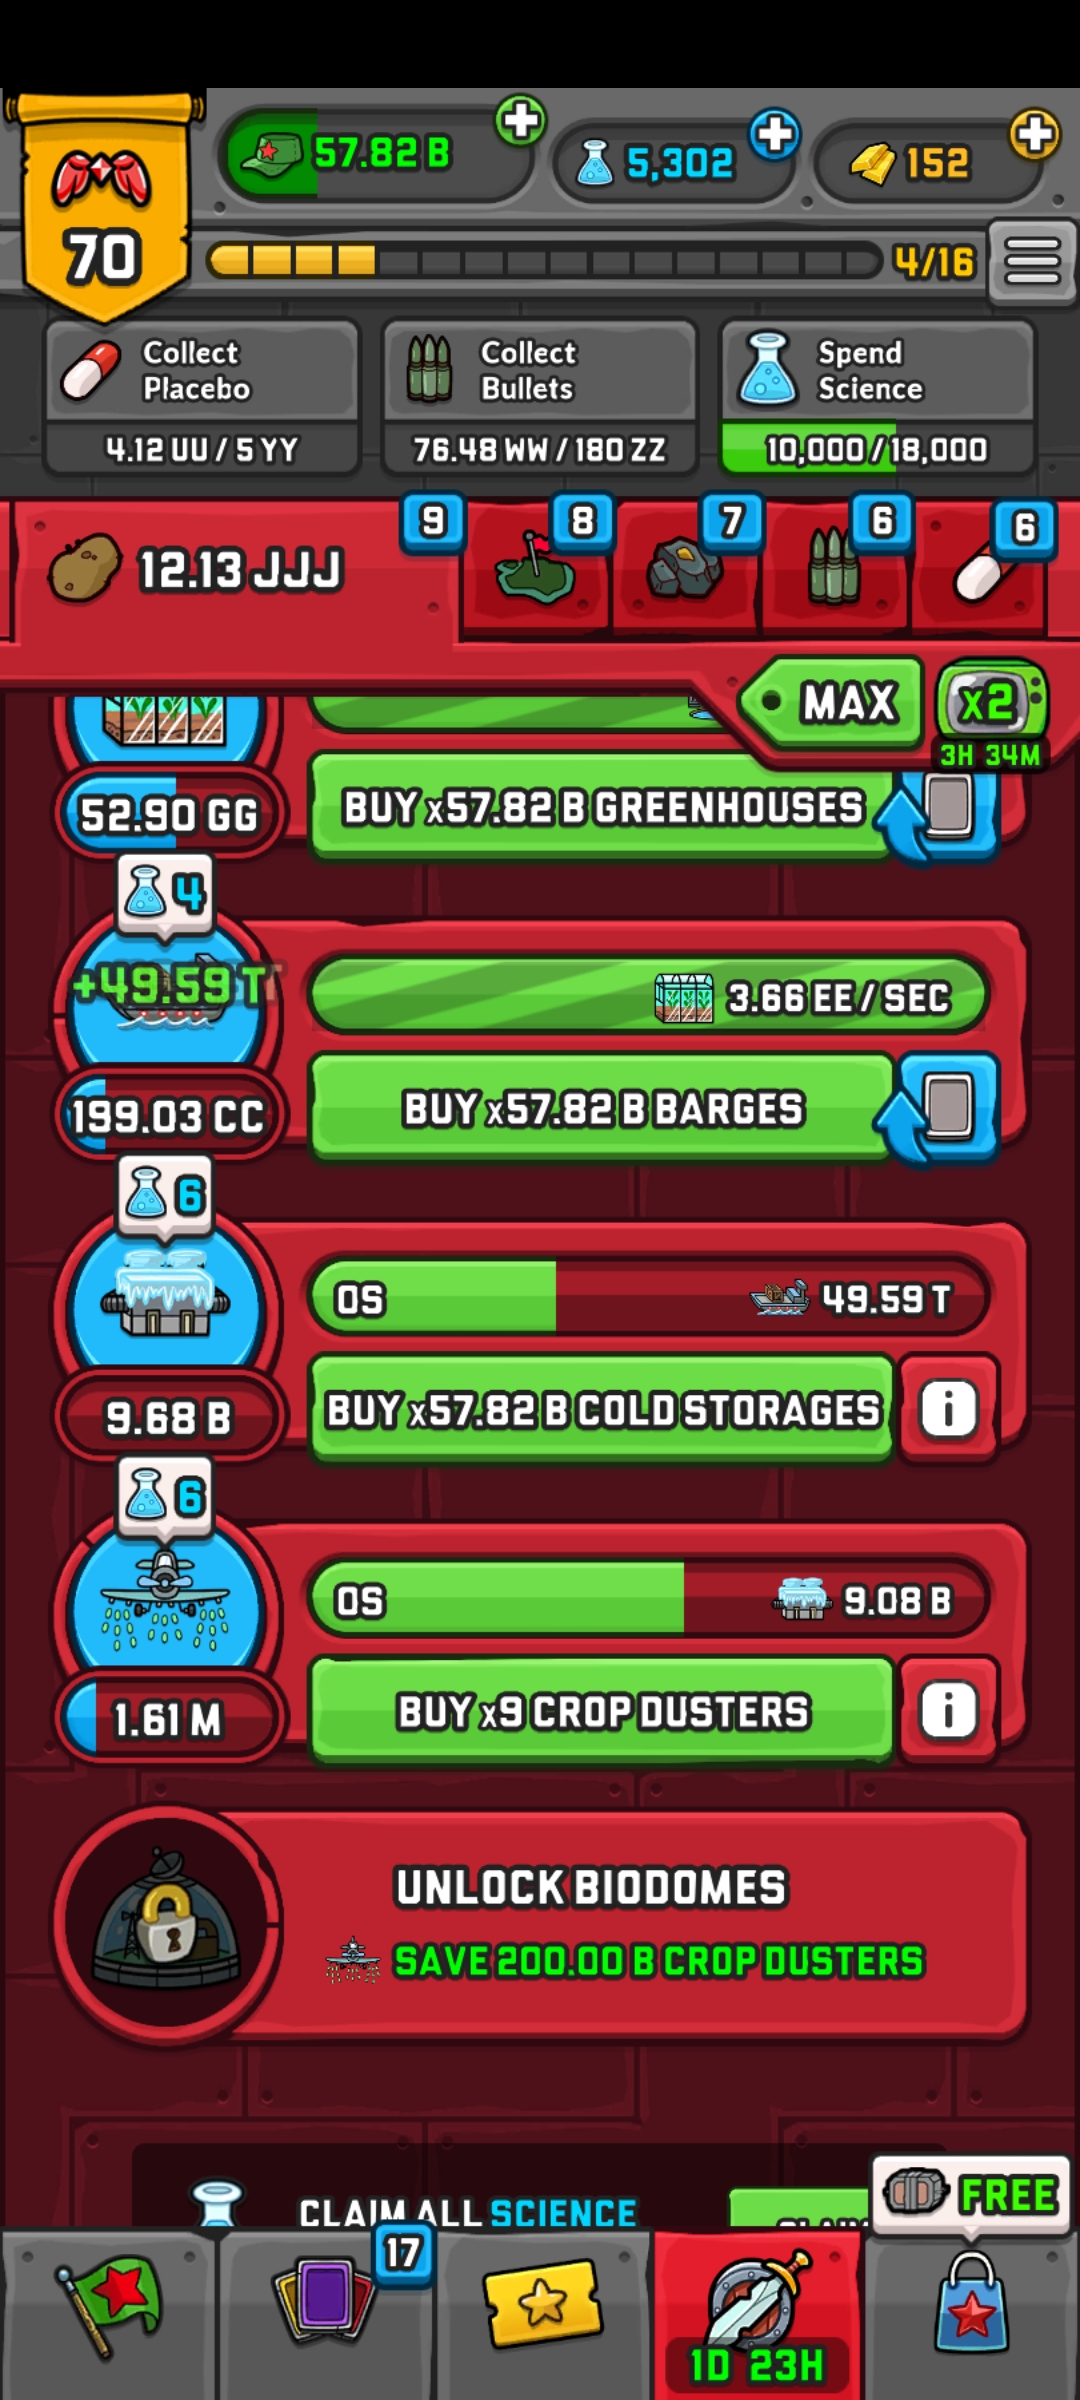 57.82 B
5,302
152
70
4/16
Collect
Placebo
4.12 UU / 5 YY
Collect
Bullets
76.48 WW / 180 ZZ
Spend
Science
10,000 / 18,000
12.13 JJJ
9
8
7
6
6
MAX
x2
3H 34M
52.90 GG
BUY x57.82 B GREENHOUSES
4
+49.59 T
3.66 EE / SEC
199.03 CC
BUY x57.82 B BARGES
6
0S
49.59 T
9.68 B
BUY x57.82 B COLD STORAGES
i
6
0S
9.08 B
1.61 M
BUY x9 CROP DUSTERS
i
UNLOCK BIODOMES
SAVE 200.00 B CROP DUSTERS
CLAIM ALL SCIENCE
FREE
17
1D 23H